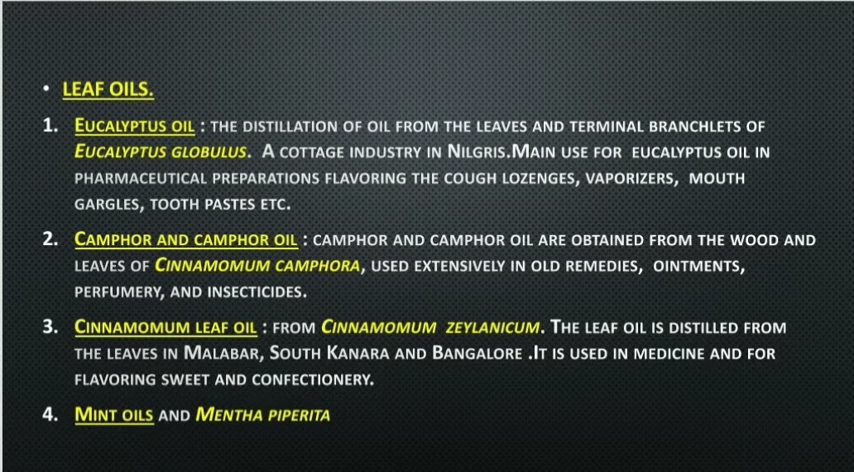 • LEAF OILS.
1. EUCALYPTUS OIL : THE DISTILLATION OF OIL FROM THE LEAVES AND TERMINAL BRANCHLETS OF
EUCALYPTUS GLOBULUS. A COTTAGE INDUSTRY IN NILGRIS.MAIN USE FOR EUCALYPTUS OIL IN
PHARMACEUTICAL PREPARATIONS FLAVORING THE COUGH LOZENGES, VAPORIZERS, MOUTH
GARGLES, TOOTH PASTES ETC.
2. CAMPHOR AND CAMPHOR OIL : CAMPHOR AND CAMPHOR OIL ARE OBTAINED FROM THE WOOD AND
LEAVES OF CINNAMOMUM CAMPHORA, USED EXTENSIVELY IN OLD REMEDIES, OINTMENTS,
PERFUMERY, AND INSECTICIDES.
3. CINNAMOMUM LEAF OIL : FROM CINNAMOMUM ZEYLANICUM. THE LEAF OIL IS DISTILLED FROM
THE LEAVES IN MALABAR, SOUTH KANARA AND BANGALORE .IT IS USED IN MEDICINE AND FOR
FLAVORING SWEET AND CONFECTIONERY.
4. MINT OILS AND MENTHA PIPERITA